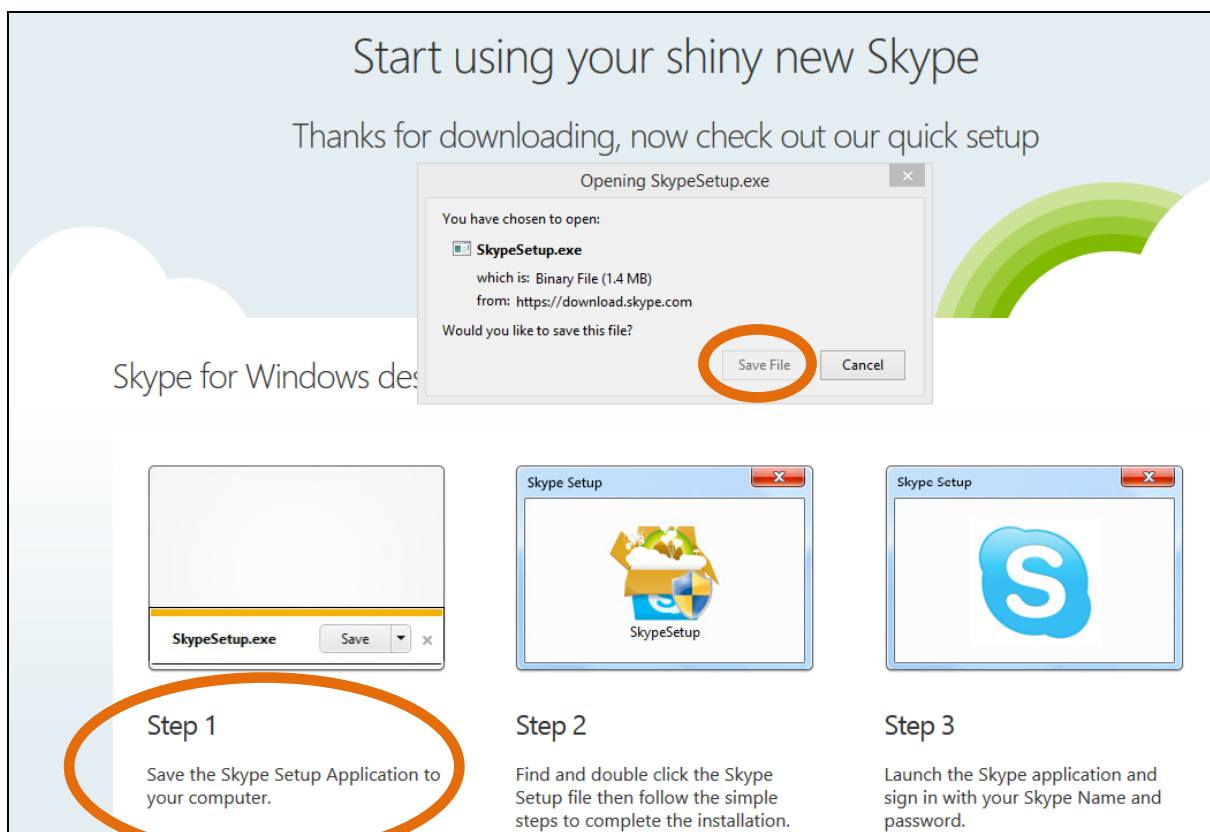 Start using your shiny new Skype
Thanks for downloading, now check out our quick setup
Opening SkypeSetup.exe
You have chosen to open:
SkypeSetup.exe
which is: Binary File (1.4 MB)
from: https://download.skype.com
Would you like to save this file?
Save File Cancel
Skype for Windows des
SkypeSetup.exe Save
Skype Setup
SkypeSetup
Skype Setup
S
Step 1
Save the Skype Setup Application to
your computer.
Step 2
Find and double click the Skype
Setup file then follow the simple
steps to complete the installation.
Step 3
Launch the Skype application and
sign in with your Skype Name and
password.